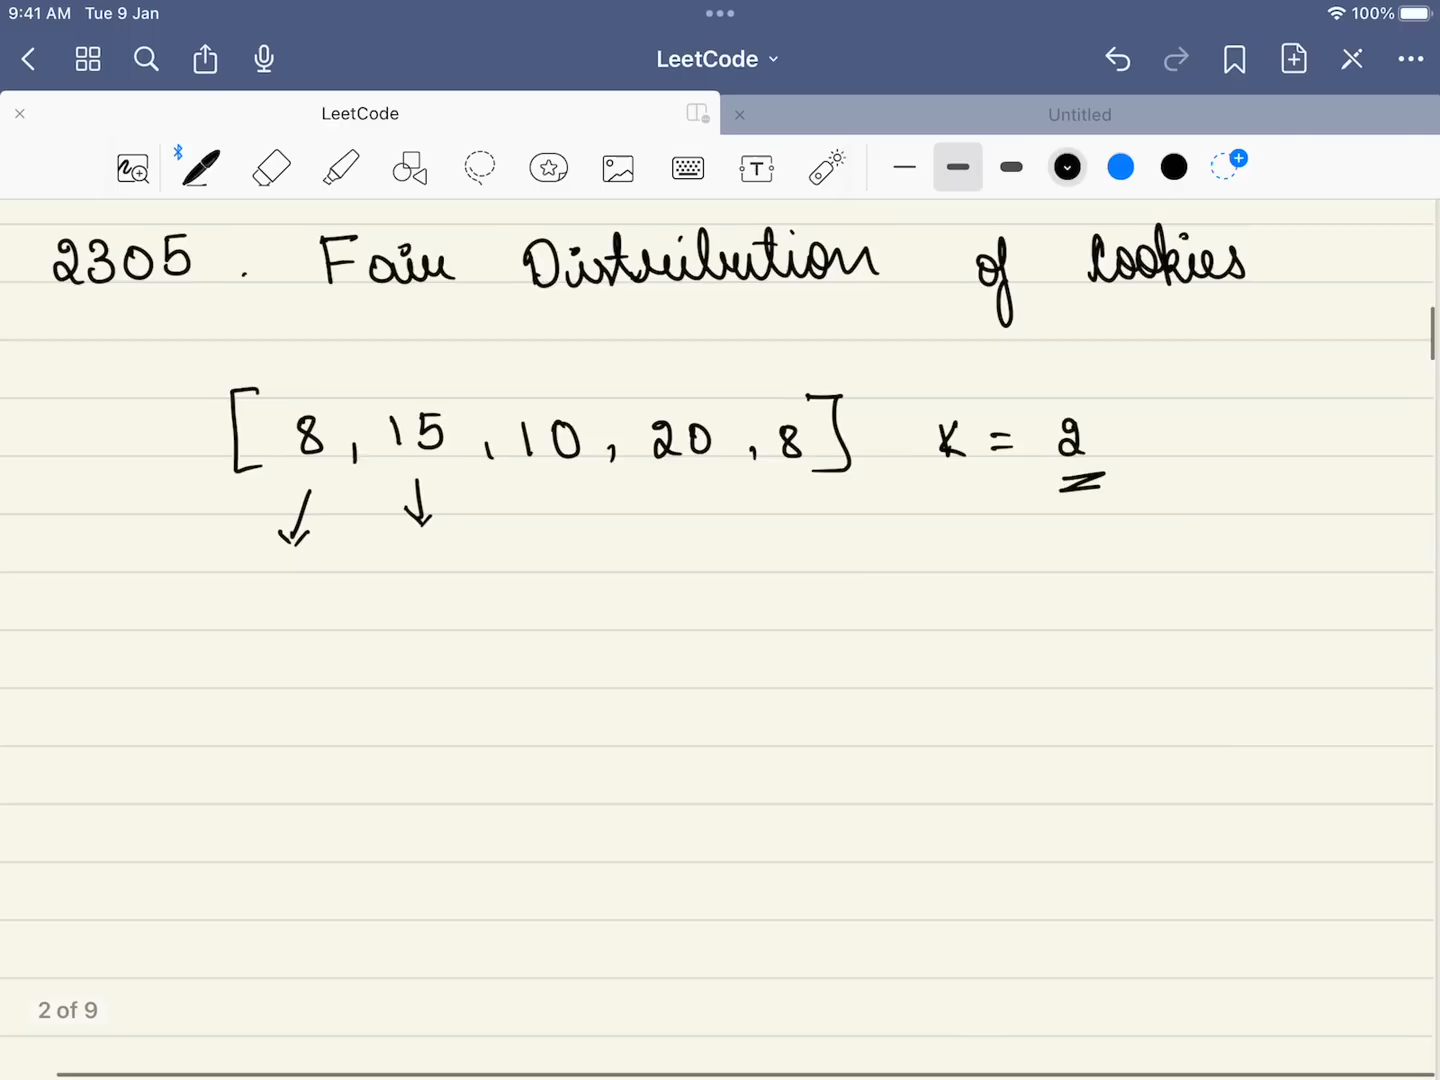 9:41 AM Tue 9 Jan
100%
LeetCode
LeetCode
Untitled
T
2305. Fair Distribution of Cookies
[8, 15, 10, 20, 8] K = 2
2 of 9